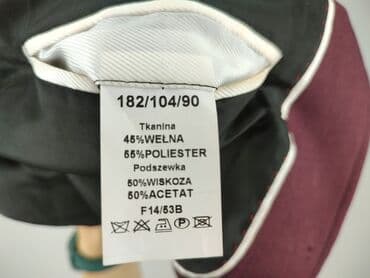 182/104/90
Tkanina
45%WEŁNA
55%POLIESTER
Podszewka
50%WISKOZA
50%ACETAT
F14/53B